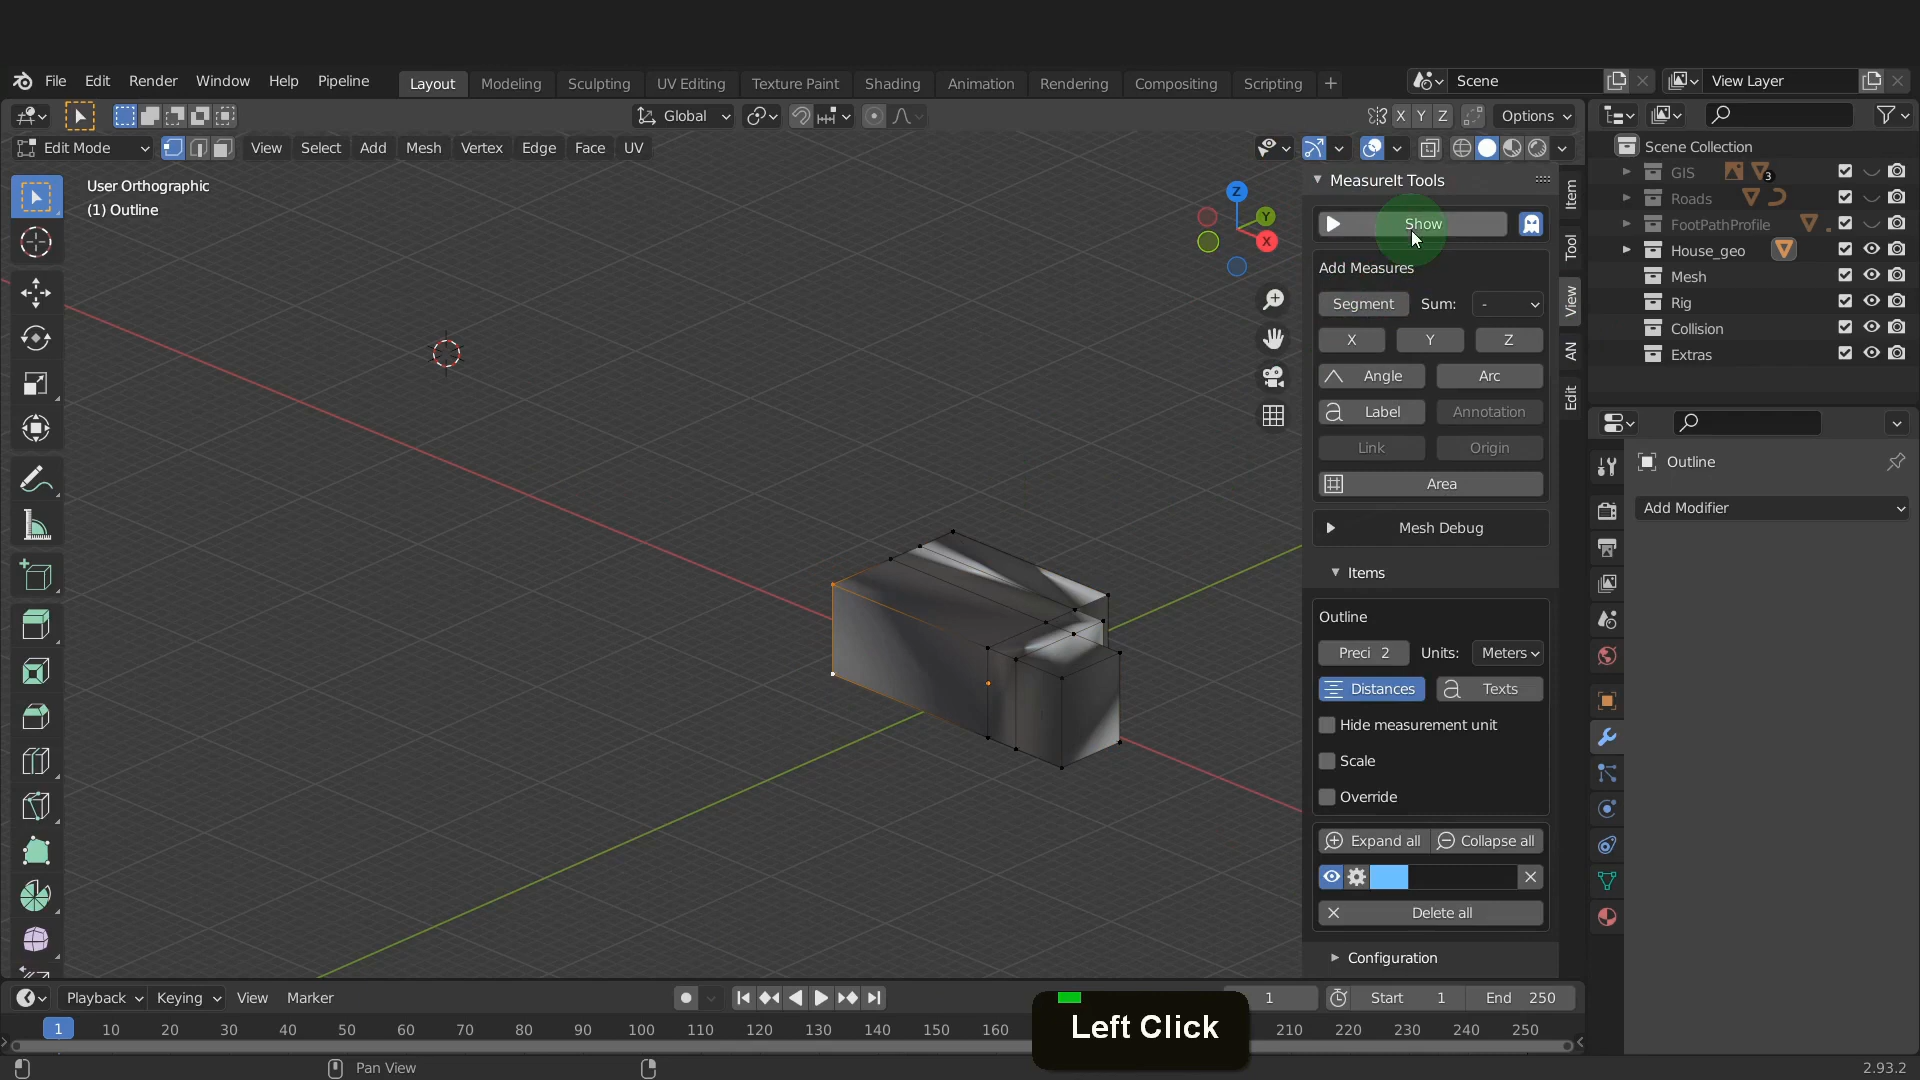 File Edit Render Window Help Pipeline Layout Modeling Sculpting UV Editing Texture Paint Shading Animation Rendering Compositing Scripting + Scene View Layer
Global X Y Z Options
Edit Mode View Select Add Mesh Vertex Edge Face UV
User Orthographic
(1) Outline
Z
Y
X
MeasureIt Tools
Show
Add Measures
Segment Sum: -
X Y Z
Angle Arc
Label Annotation
Link Origin
Area
Mesh Debug
Items
Outline
Preci 2 Units: Meters
Distances Texts
Hide measurement unit
Scale
Override
Expand all Collapse all
Delete all
Configuration
Item
Tool
View
AN
Edit
Scene Collection
GIS 3
Roads
FootPathProfile
House_geo
Mesh
Rig
Collision
Extras
Outline
Add Modifier
Playback Keying View Marker 1 Start 1 End 250
1 10 20 30 40 50 60 70 80 90 100 110 120 130 140 150 160 210 220 230 240 250
Left Click
Pan View 2.93.2